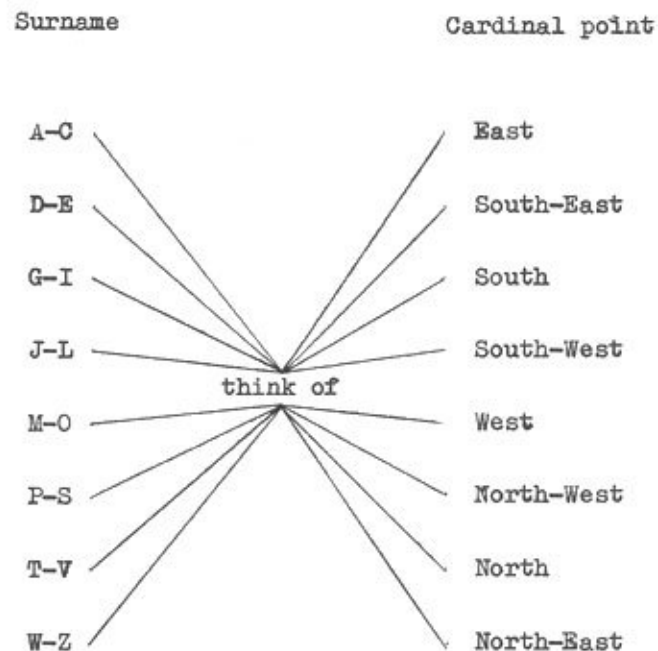 Surname Cardinal point
A-C East
D-E South-East
G-I South
J-L South-West
think of
M-O West
P-S North-West
T-V North
W-Z North-East